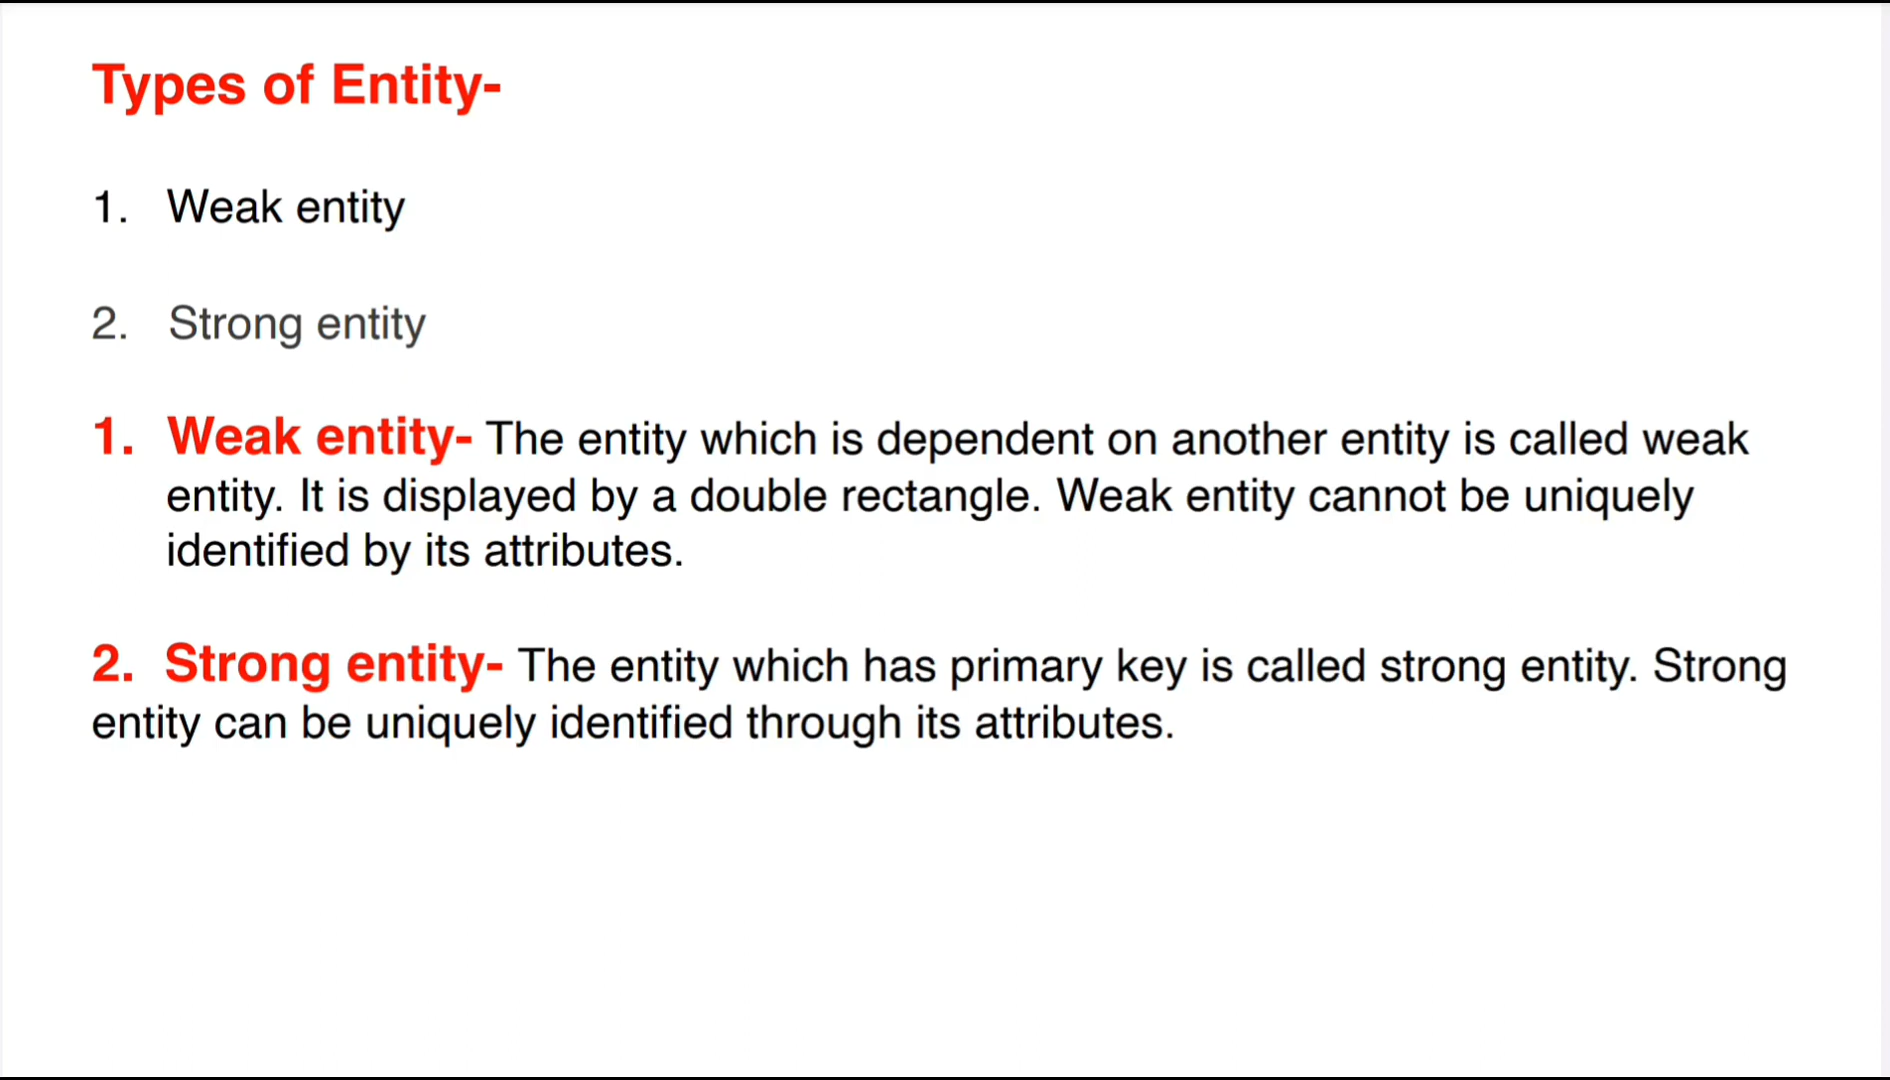 Types of Entity-
1. Weak entity
2. Strong entity
1. Weak entity- The entity which is dependent on another entity is called weak
entity. It is displayed by a double rectangle. Weak entity cannot be uniquely
identified by its attributes.
2. Strong entity- The entity which has primary key is called strong entity. Strong
entity can be uniquely identified through its attributes.